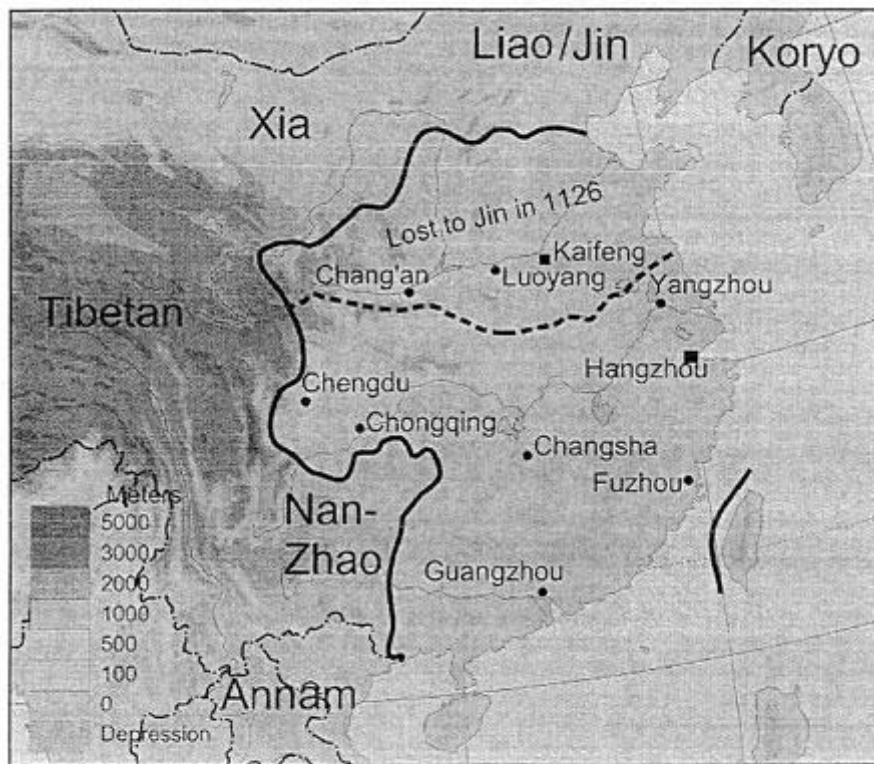 Liao/Jin
Koryo
Xia
Lost to Jin in 1126
Kaifeng
Chang'an
Luoyang
Yangzhou
Tibetan
Hangzhou
Chengdu
Chongqing
Changsha
Fuzhou
Meters
5000
3000
2000
1000
500
100
0
Depression
Nan-
Zhao
Guangzhou
Annam